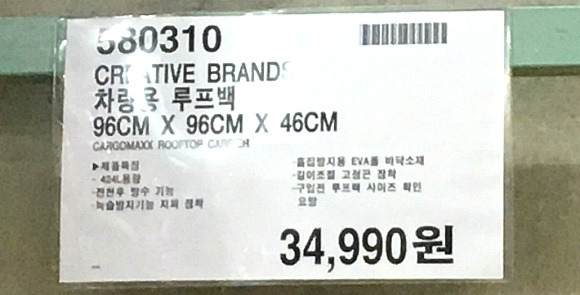 580310
CREATIVE BRANDS
차량용 루프백
96CM X 96CM X 46CM
CARGOMAXX ROOFTOP
▶제품특징
- 424L용량
-전천후 방수 기능
-녹슬방지기능 지퍼 장착
-흠집방지용 EVA폼 바닥소재
-길이조절 고정끈 장착
-구입전 루프백 사이즈 확인
요망
34,990원